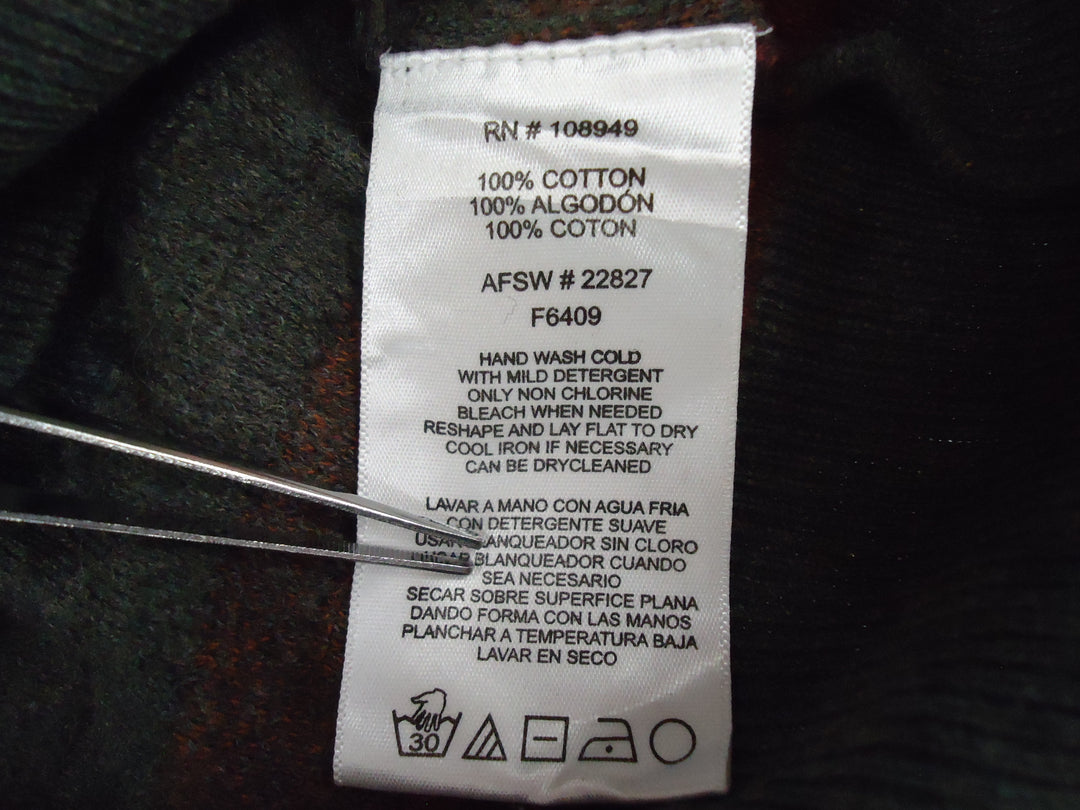 RN # 108949
100% COTTON
100% ALGODÓN
100% COTON
AFSW # 22827
F6409
HAND WASH COLD
WITH MILD DETERGENT
ONLY NON CHLORINE
BLEACH WHEN NEEDED
RESHAPE AND LAY FLAT TO DRY
COOL IRON IF NECESSARY
CAN BE DRYCLEANED
LAVAR A MANO CON AGUA FRIA
CON DETERGENTE SUAVE
SIN CLORO
BLANQUEADOR CUANDO
SEA NECESARIO
SECAR SOBRE SUPERFICE PLANA
DANDO FORMA CON LAS MANOS
PLANCHAR A TEMPERATURA BAJA
LAVAR EN SECO
30